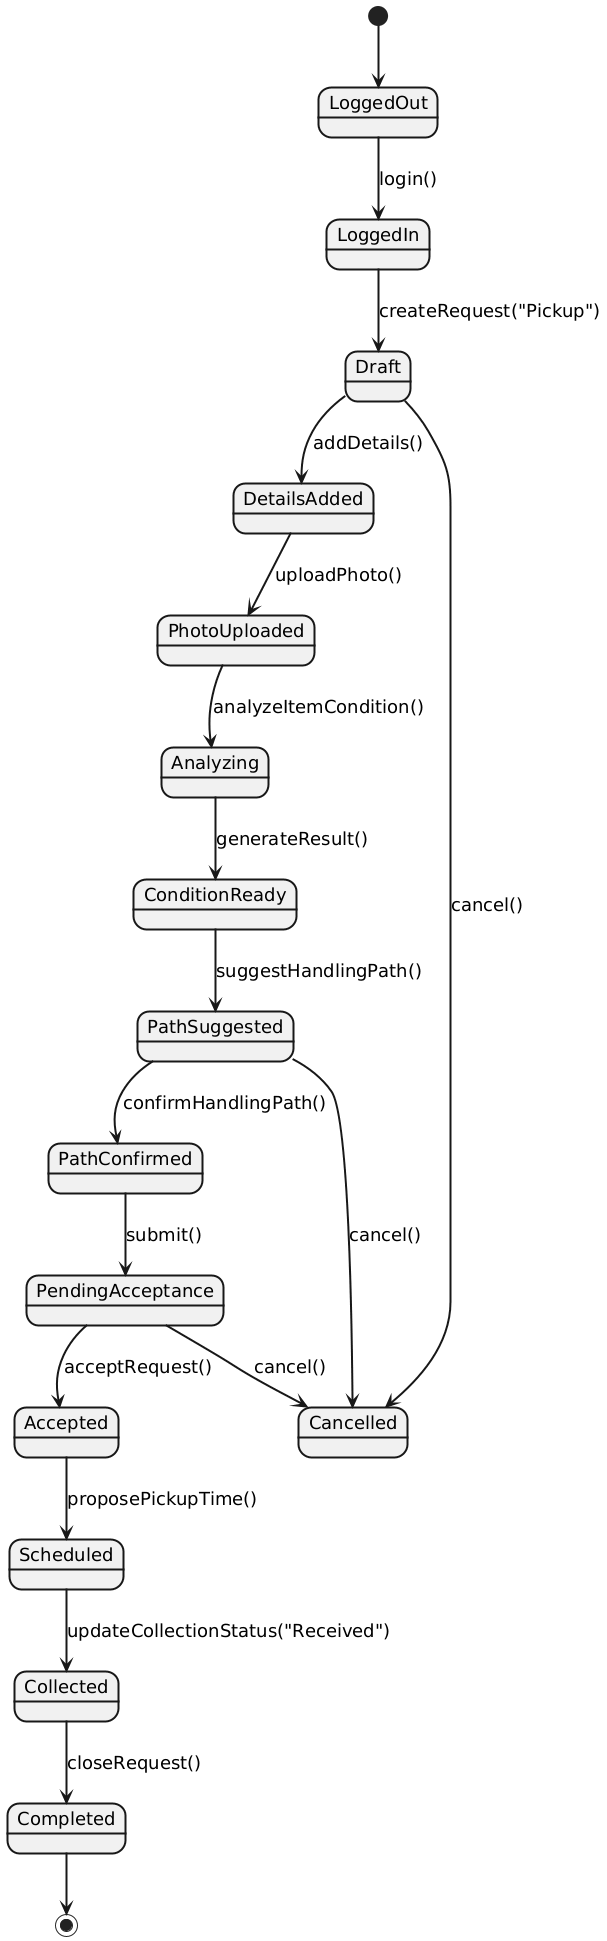 LoggedOut
login()
LoggedIn
createRequest("Pickup")
Draft
addDetails()
DetailsAdded
uploadPhoto()
PhotoUploaded
analyzeItemCondition()
Analyzing
generateResult()
ConditionReady
cancel()
suggestHandlingPath()
PathSuggested
confirmHandlingPath()
PathConfirmed
submit()
cancel()
PendingAcceptance
acceptRequest()
cancel()
Accepted
Cancelled
proposePickupTime()
Scheduled
updateCollectionStatus("Received")
Collected
closeRequest()
Completed